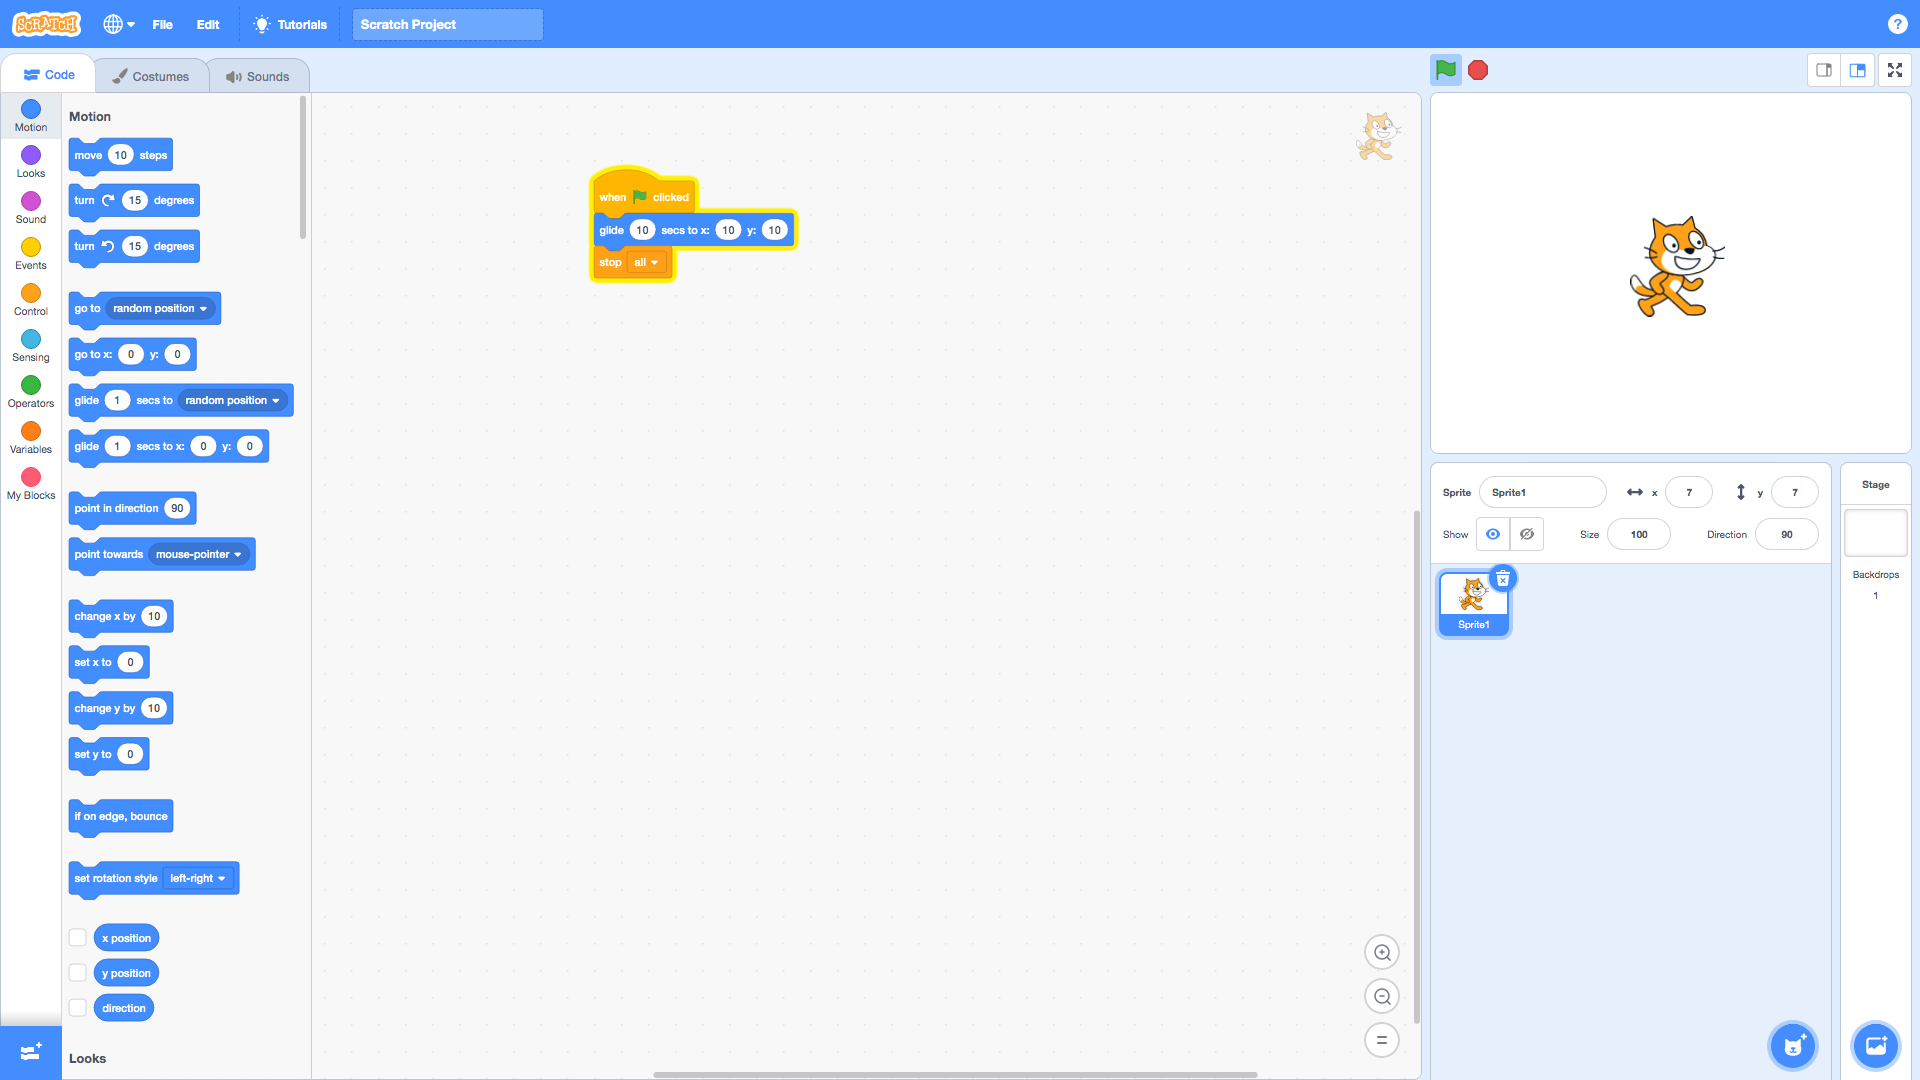 SCRATCH File Edit Tutorials Scratch Project ?
Code Costumes Sounds
Motion
Looks
Sound
Events
Control
Sensing
Operators
Variables
My Blocks
Motion
move 10 steps
turn 15 degrees
turn 15 degrees
go to random position
go to x: 0 y: 0
glide 1 secs to random position
glide 1 secs to x: 0 y: 0
point in direction 90
point towards mouse-pointer
change x by 10
set x to 0
change y by 10
set y to 0
if on edge, bounce
set rotation style left-right
x position
y position
direction
Looks
when clicked
glide 10 secs to x: 10 y: 10
stop all
Sprite Sprite1 x 7 y 7
Show Size 100 Direction 90
Sprite1
Stage
Backdrops
1